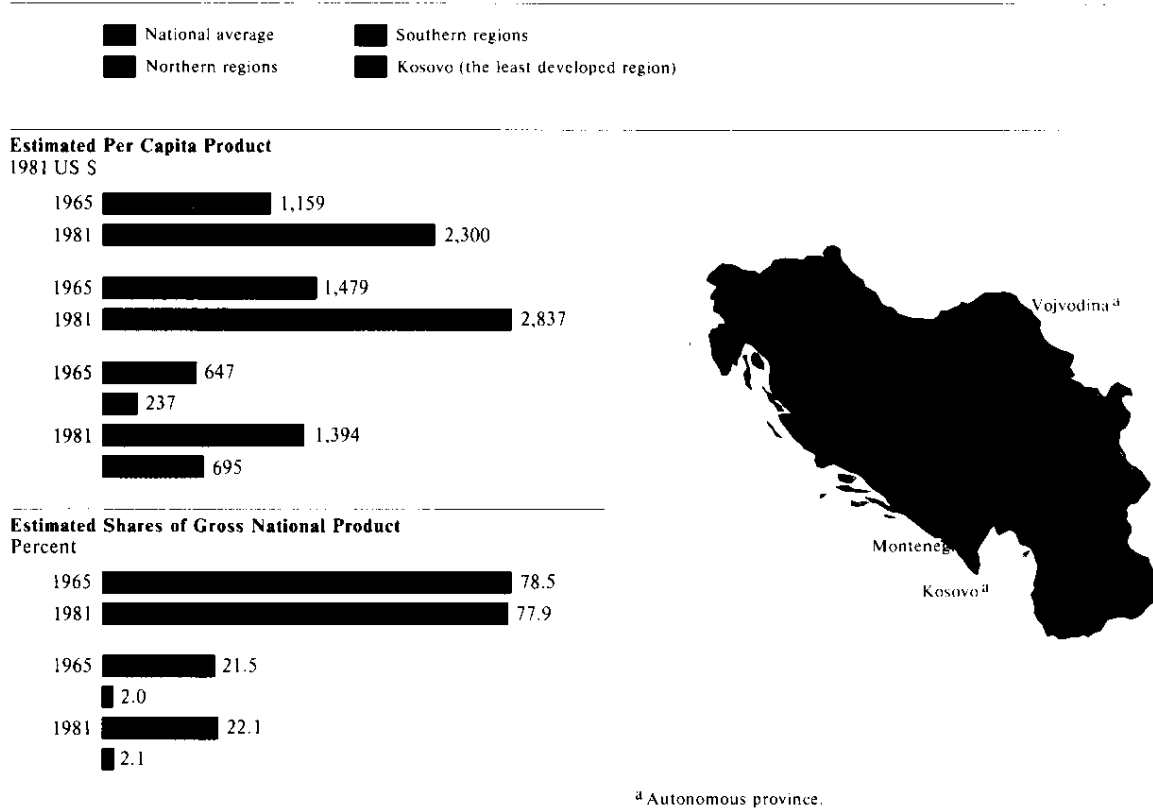 National average
Southern regions
Northern regions
Kosovo (the least developed region)
Estimated Per Capita Product
1981 US $
1965 1,159
1981 2,300
1965 1,479
1981 2,837
1965 647
237
1981 1,394
695
Estimated Shares of Gross National Product
Percent
1965 78.5
1981 77.9
1965 21.5
2.0
1981 22.1
2.1
Vojvodina a
Monteneg
Kosovo a
a Autonomous province.